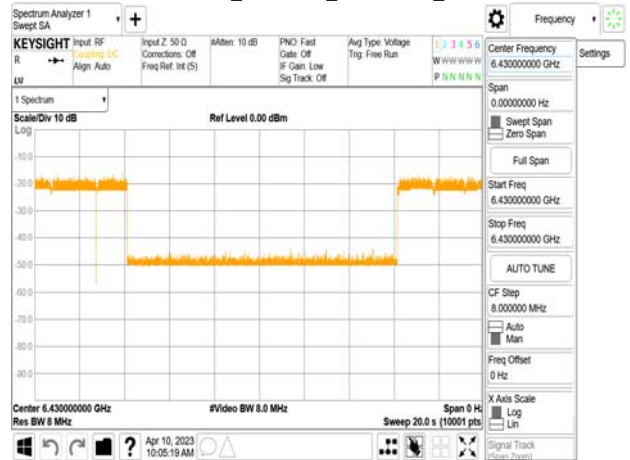 Spectrum Analyzer 1
Swept SA
Frequency
KEYSIGHT
R
Input: RF
Coupling: DC
Align: Auto
Input Z: 50 Ω
Corrections: Off
Freq Ref: Int (S)
#Atten: 10 dB
PNO: Fast
Gate: Off
IF Gain: Low
Sig Track: Off
Avg Type: Voltage
Trig: Free Run
1 2 3 4 5 6
W W W W W W
P N N N N N
Settings
1 Spectrum
Scale/Div 10 dB
Ref Level 0.00 dBm
Log
-10.0
-20.0
-30.0
-40.0
-50.0
-60.0
-70.0
-80.0
-90.0
Center 6.430000000 GHz
Res BW 8 MHz
#Video BW 8.0 MHz
Span 0 Hz
Sweep 20.0 s (10001 pts
Apr 10, 2023
10:05:19 AM
Center Frequency
6.430000000 GHz
Span
0.00000000 Hz
Swept Span
Zero Span
Full Span
Start Freq
6.430000000 GHz
Stop Freq
6.430000000 GHz
AUTO TUNE
CF Step
8.000000 MHz
Auto
Man
Freq Offset
0 Hz
X Axis Scale
Log
Lin
Signal Track
(Span Zoom)